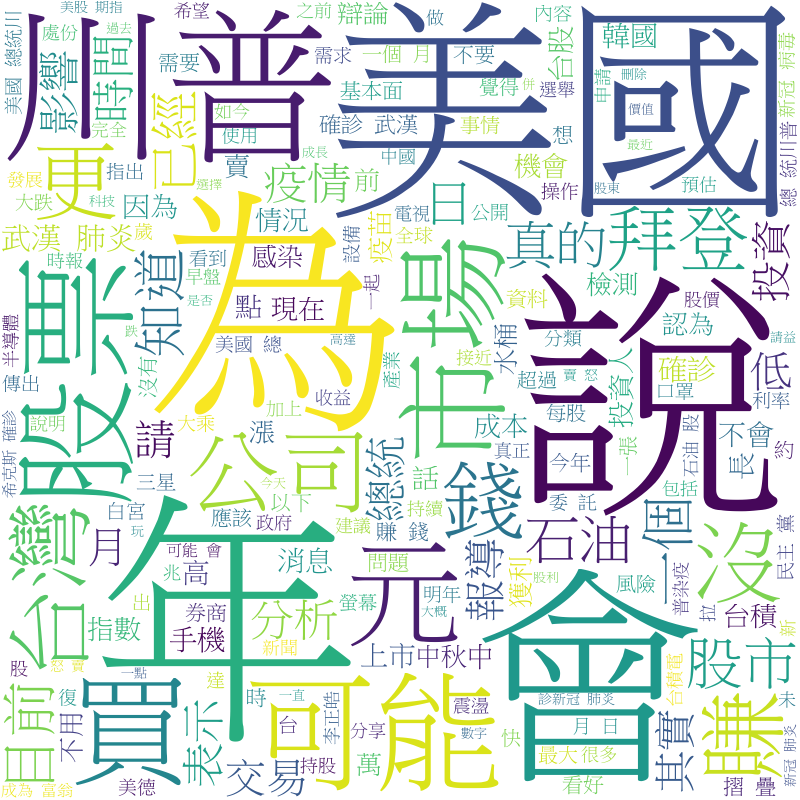 美股 期指
過去
美國 總統川
川普
影響
時間
處份
希望
之前
辯論
做
需要
需求
一個 月
不要
美國
內容
台股
韓國
新冠 病毒
申請
刪除
完全
已經
如今
使用
基本面
覺得
選舉
價值
更
賣
確診 武漢
事情
想
發展
指出
成長
中國
機會
最近
總 統川普
大跌
科技
因為
選擇
疫情
前
操作
股東
預估
武漢 肺炎
歲
情況
設備
疫苗
電視
全球
公開
日
真的
拜登
投資
時報
看到
早盤
感染
為
一起
市場
資料
檢測
股價
半導體
股票
知道
是否
點
現在
水桶
分類
認為
請益
傳出
沒有
跌
美國 總
高達
產業
接近
超過
賣 怒
確診
口罩
低
利率
說明
大乘
加上
收益
說
成本
每股
投資人
不會
希克斯 確診
請
漲
公司
總統
真正
錢
今年
一張
長
石油 股
約
三星
話
持續
委 託
包括
台灣
月
白宮
今天
以下
玩
應該
政府
建議
賺 錢
石油
一個
沒
民主 黨
年
可能 會
消息
問題
元
報導
獲利
風險
普染疫
兆
高
出
券商
股利
螢幕
明年
會
拉
台積
新
指數
手機
分析
大概
上市
中秋中
股市
股
怒 賣
新聞
台積電
目前
買
一點
可能
震盪
診新冠 肺炎
賺
未
復
達
時
一直
李正皓
不用
表示
台
分享
數字
快
月 日
其實
新冠 肺炎
成為 富翁
美德
交易
持股
萬
最大
很多
看好
摺 疊